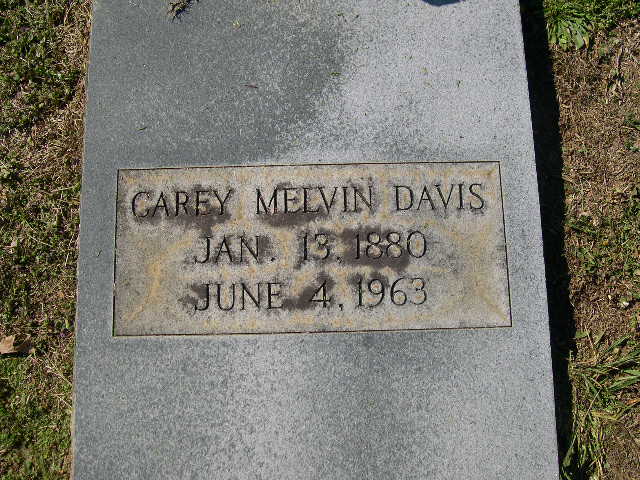 CAREY MELVIN DAVIS
JAN. 13, 1880
JUNE 4, 1963